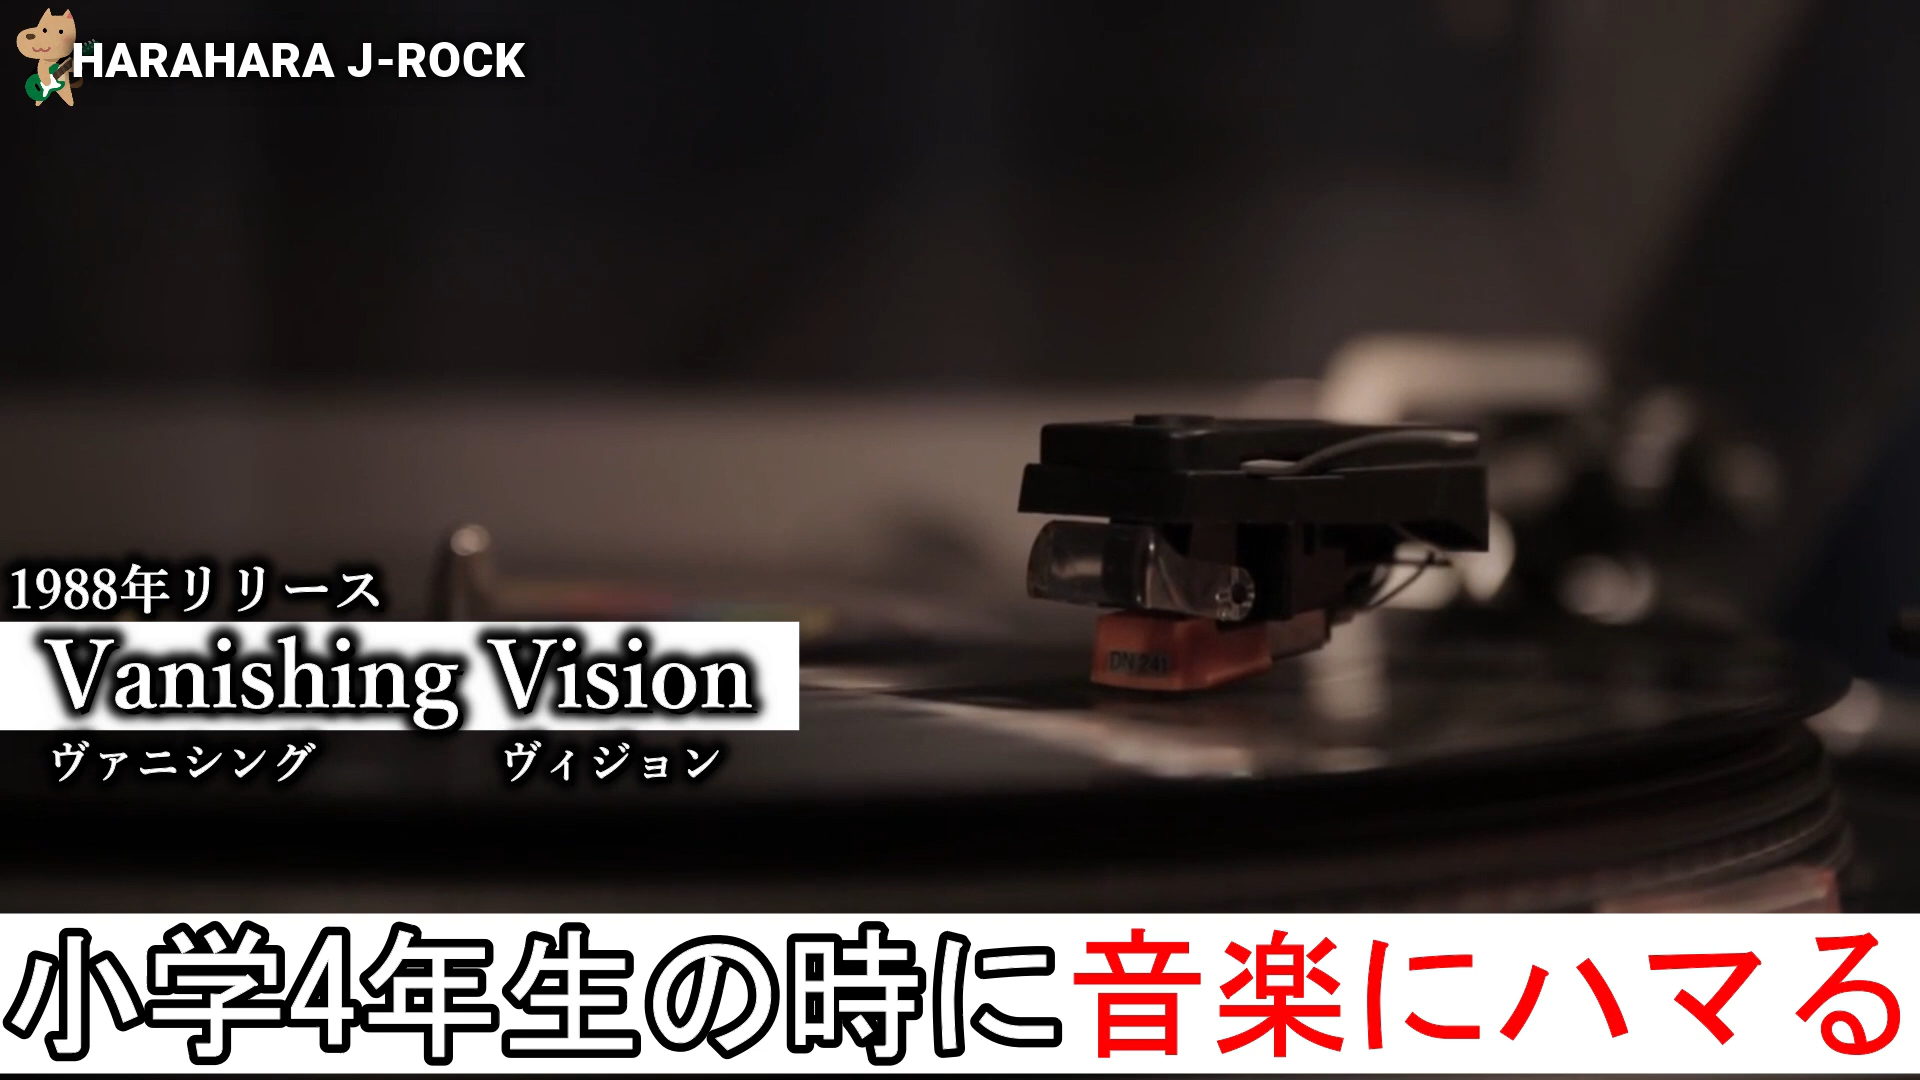 HARAHARA J-ROCK
DN 241
1988年リリース
Vanishing Vision
ヴァニシング ヴィジョン
小学4年生の時に音楽にハマる